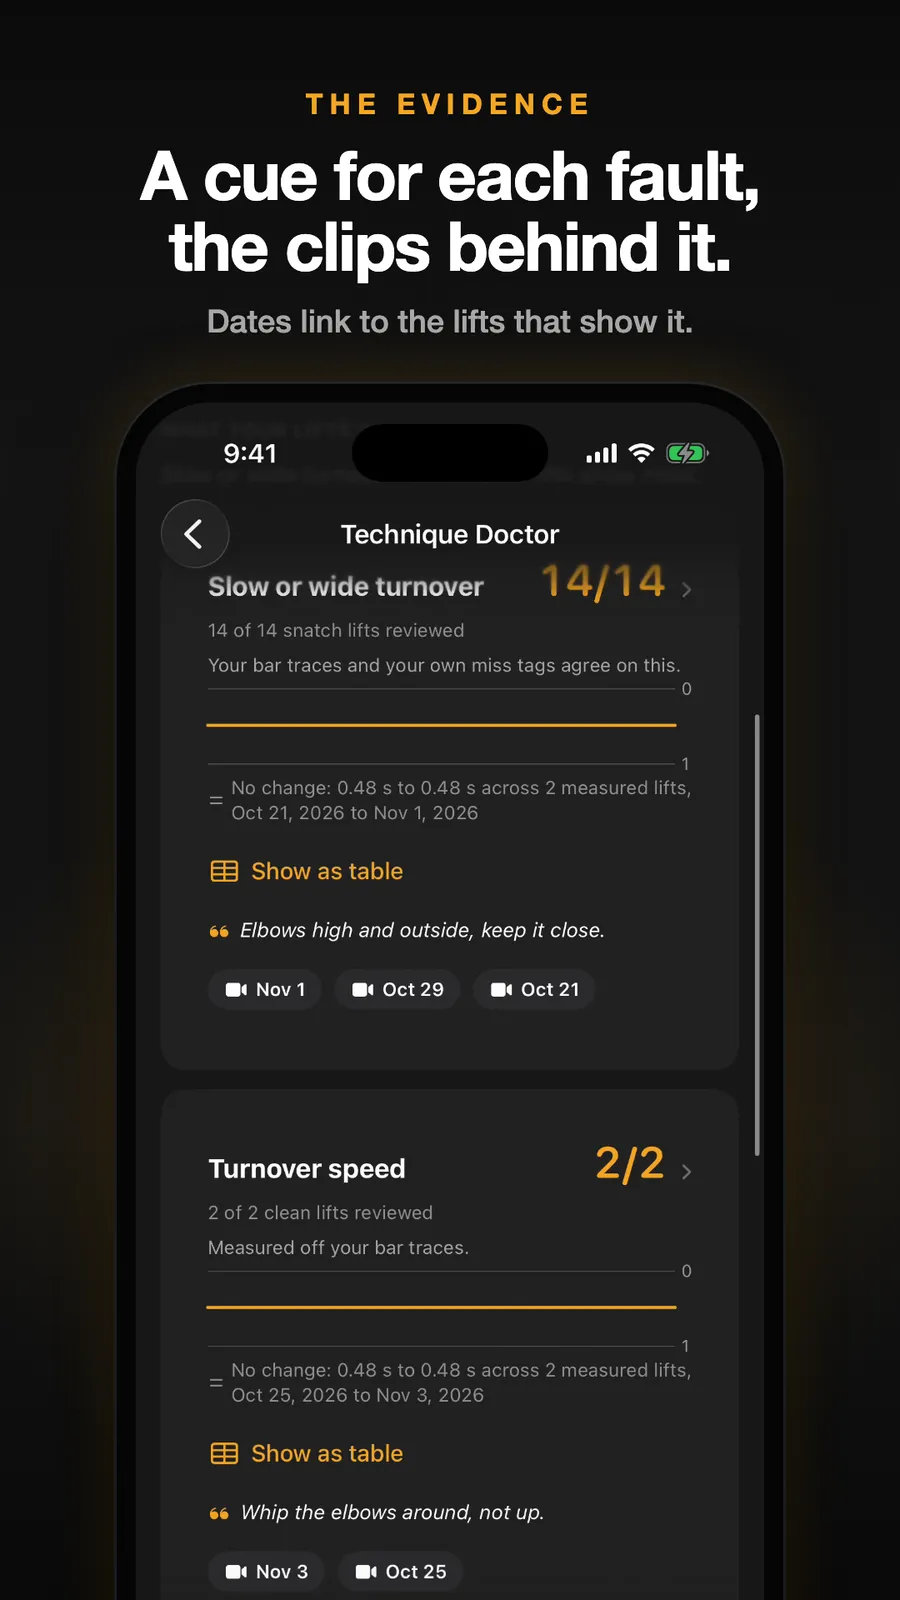 THE EVIDENCE
A cue for each fault,
the clips behind it.
Dates link to the lifts that show it.
9:41
Technique Doctor
Slow or wide turnover 14/14
14 of 14 snatch lifts reviewed
Your bar traces and your own miss tags agree on this.
0
1
= No change: 0.48 s to 0.48 s across 2 measured lifts,
Oct 21, 2026 to Nov 1, 2026
Show as table
“ Elbows high and outside, keep it close.
Nov 1 Oct 29 Oct 21
Turnover speed 2/2
2 of 2 clean lifts reviewed
Measured off your bar traces.
0
1
= No change: 0.48 s to 0.48 s across 2 measured lifts,
Oct 25, 2026 to Nov 3, 2026
Show as table
“ Whip the elbows around, not up.
Nov 3 Oct 25